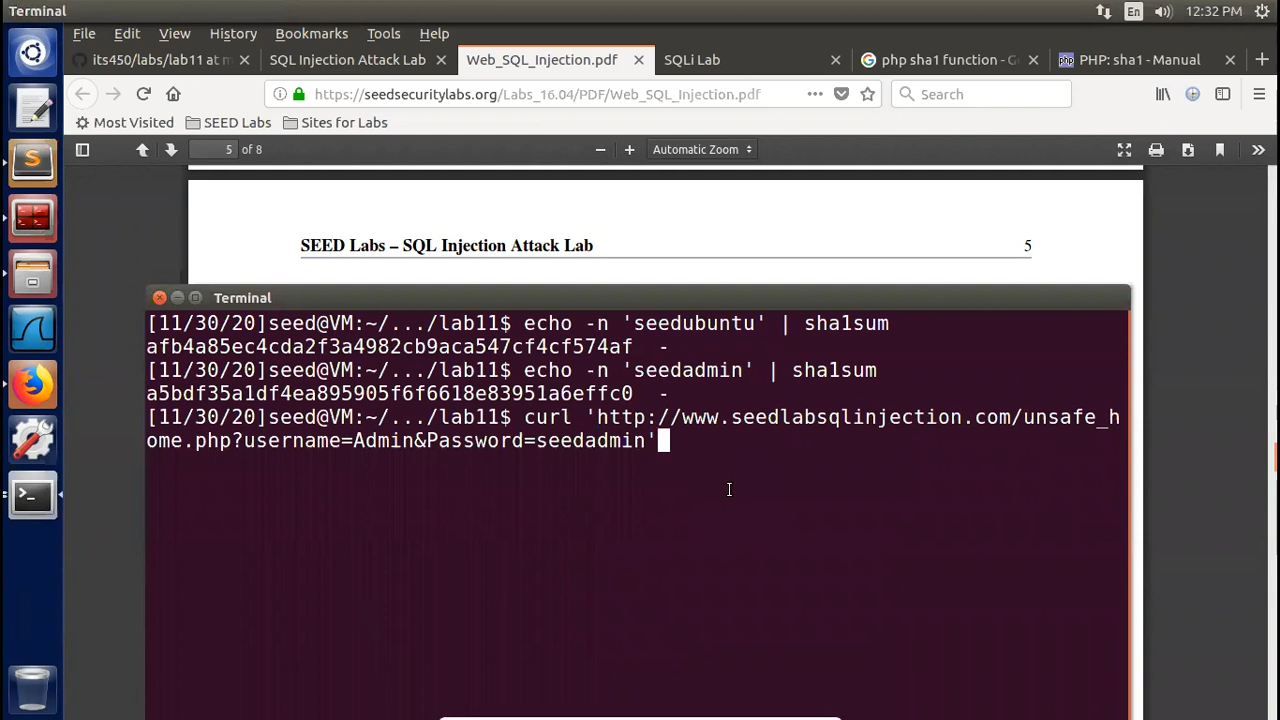 Terminal
En
12:32 PM
File Edit View History Bookmarks Tools Help
its450/labs/lab11 at m
SQL Injection Attack Lab
Web_SQL_Injection.pdf
SQLi Lab
php sha1 function - G
php PHP: sha1 - Manual
https://seedsecuritylabs.org/Labs_16.04/PDF/Web_SQL_Injection.pdf
Search
Most Visited
SEED Labs
Sites for Labs
5 of 8
Automatic Zoom
SEED Labs – SQL Injection Attack Lab 5
Terminal
[11/30/20]seed@VM:~/.../lab11$ echo -n 'seedubuntu' | sha1sum
afb4a85ec4cda2f3a4982cb9aca547cf4cf574af  -
[11/30/20]seed@VM:~/.../lab11$ echo -n 'seedadmin' | sha1sum
a5bdf35a1df4ea895905f6f6618e83951a6effc0  -
[11/30/20]seed@VM:~/.../lab11$ curl 'http://www.seedlabsqlinjection.com/unsafe_h
ome.php?username=Admin&Password=seedadmin'